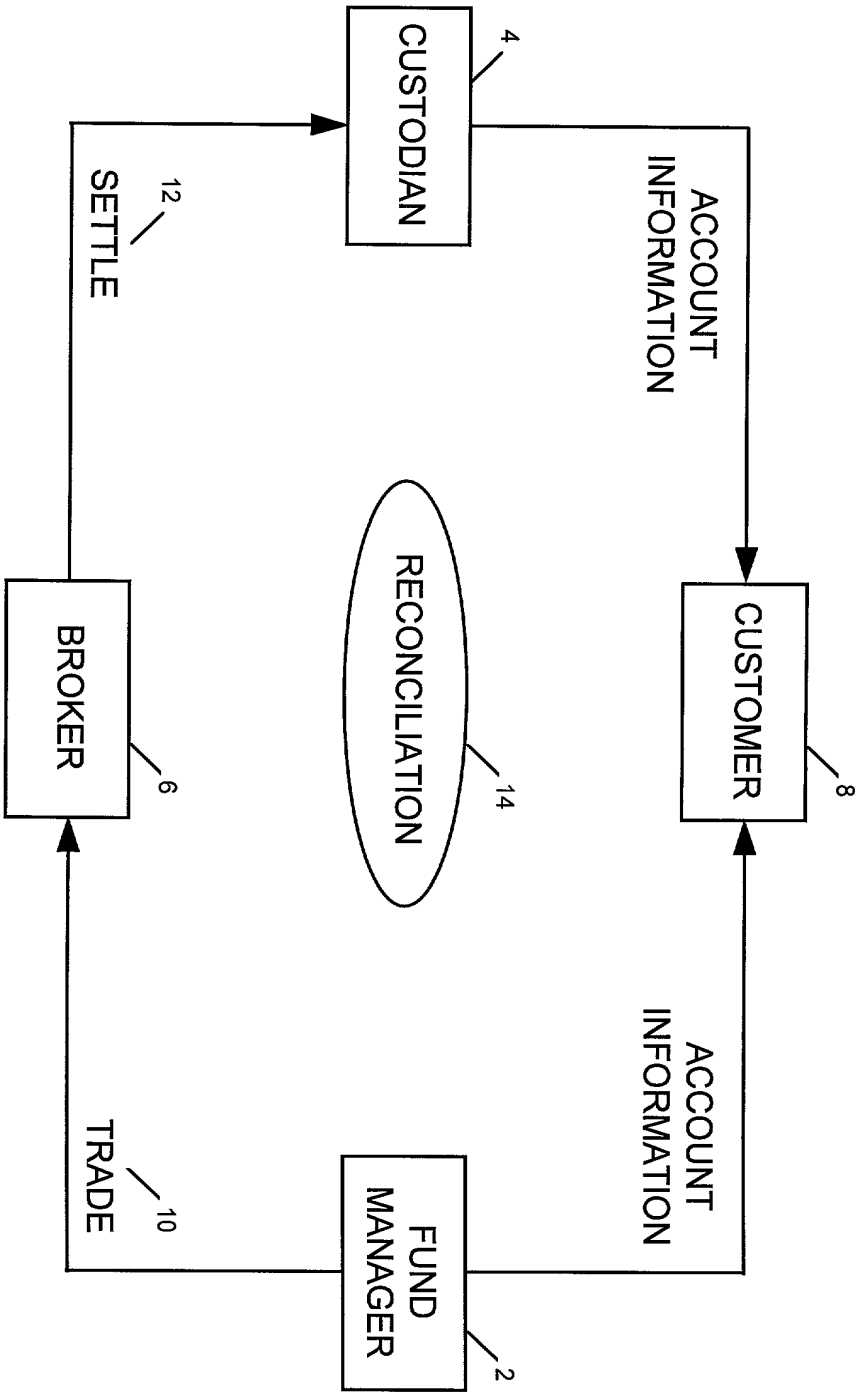 8
CUSTOMER
ACCOUNT
INFORMATION
ACCOUNT
INFORMATION
4
CUSTODIAN
14
RECONCILIATION
2
FUND
MANAGER
12
SETTLE
6
BROKER
10
TRADE